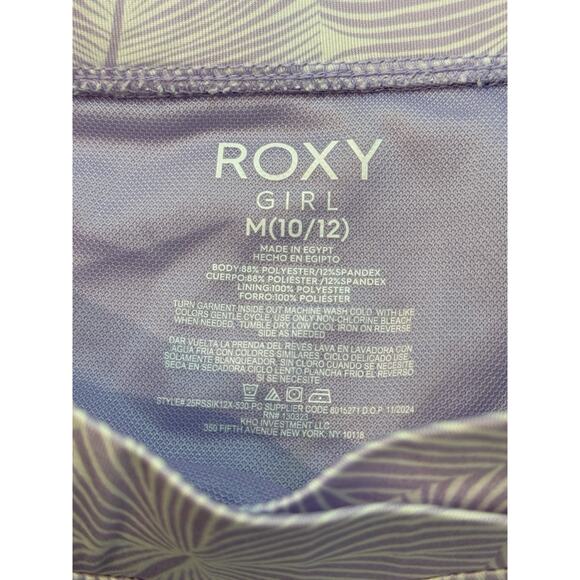 ROXY
GIRL
M(10/12)
MADE IN EGYPT
HECHO EN EGIPTO
BODY:88% POLYESTER/12%SPANDEX
CUERPO:88% POLIÉSTER /12%SPANDEX
LINING:100% POLYESTER
FORRO:100% POLIÉSTER
TURN GARMENT INSIDE OUT MACHINE WASH COLD WITH LIKE
COLORS GENTLE CYCLE. USE ONLY NON-CHLORINE BLEACH
WHEN NEEDED. TUMBLE DRY LOW COOL IRON ON REVERSE
SIDE AS NEEDED
DAR VUELTA LA PRENDA DEL REVES LAVA EN LAVADORA CON
AGUA FRIA CON COLORES SIMILARES. CICLO DELICADO USE
SOLAMENTE BLANQUEADOR, SIN CLORO CUANDO SE NECESITE
SECA EN SECADORA CICLO LENTO PLANCHA FRIO EL REVERSO
SI SE NECESITE
STYLE# 25PSSIK12X-530-PC SUPPLIER CODE 6015271 D.O.P. 11/2024
RN# 130323
KHQ INVESTMENT LLC
350 FIFTH AVENUE NEW YORK, NY 10118